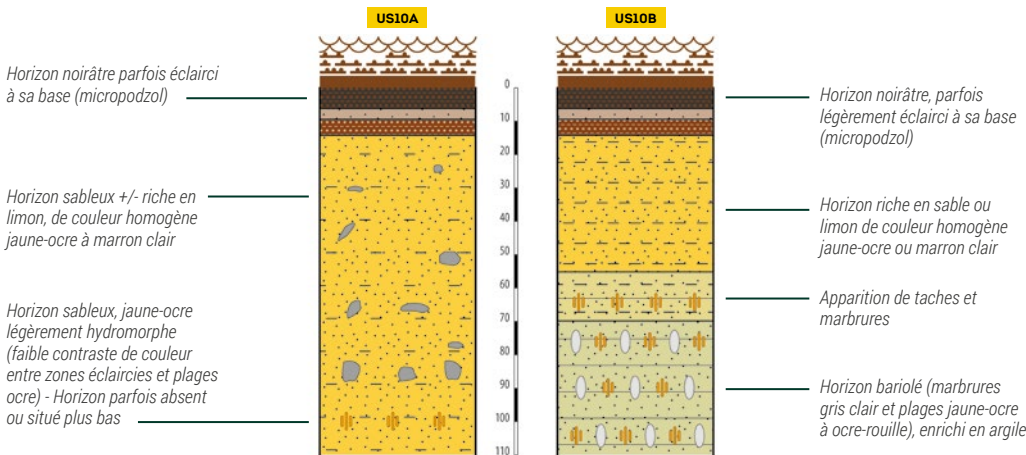 US10A
US10B
Horizon noirâtre parfois éclairci
à sa base (micropodzol)
Horizon sableux +/- riche en
limon, de couleur homogène
jaune-ocre à marron clair
Horizon sableux, jaune-ocre
légèrement hydromorphe
(faible contraste de couleur
entre zones éclaircies et plages
ocre) - Horizon parfois absent
ou situé plus bas
0
10
20
30
40
50
60
70
80
90
100
110
Horizon noirâtre, parfois
légèrement éclairci à sa base
(micropodzol)
Horizon riche en sable ou
limon de couleur homogène
jaune-ocre ou marron clair
Apparition de taches et
marbrures
Horizon bariolé (marbrures
gris clair et plages jaune-ocre
à ocre-rouille), enrichi en argile